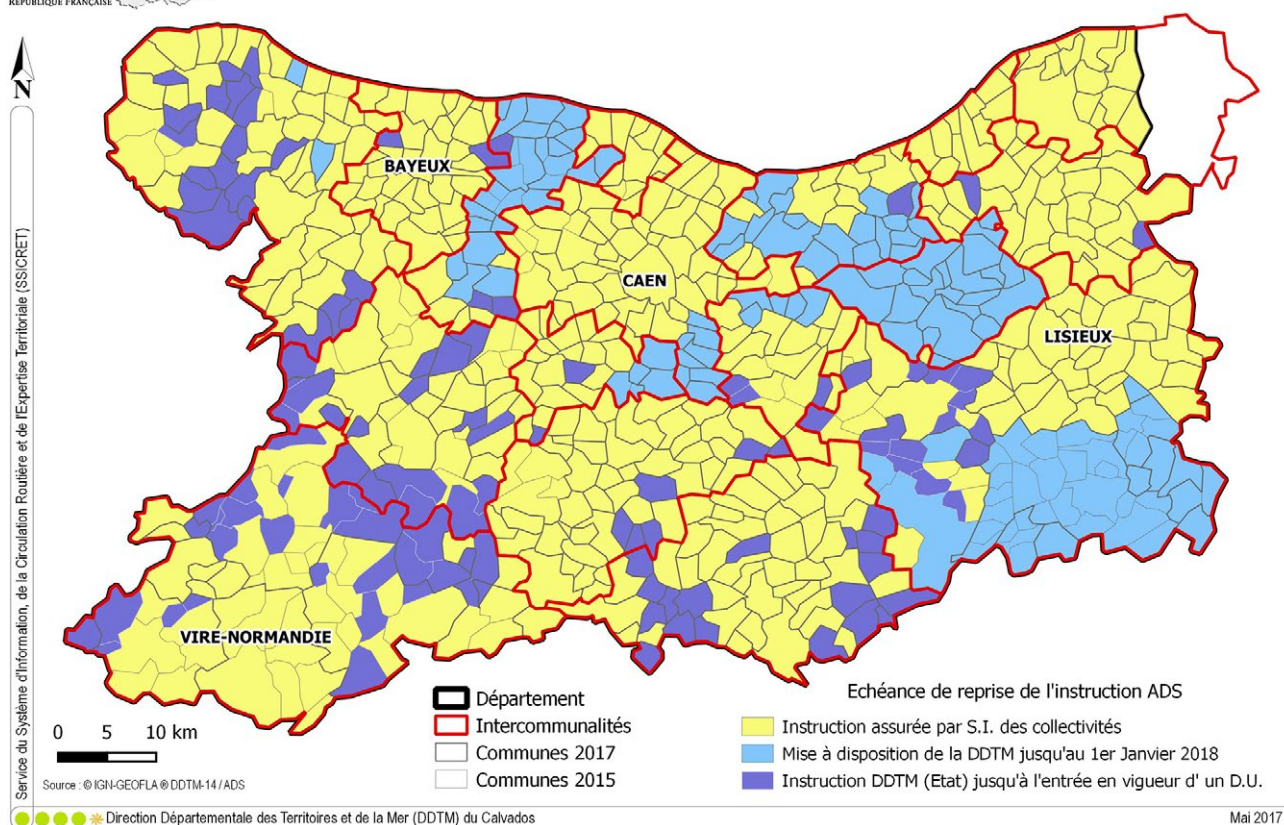 RÉPUBLIQUE FRANÇAISE
N
BAYEUX
CAEN
LISIEUX
VIRE-NORMANDIE
Service du Système d'Information, de la Circulation Routière et de l'Expertise Territoriale (SSICRET)
0 5 10 km
Source : © IGN-GEOFLA ® DDTM-14 / ADS
Département
Intercommunalités
Communes 2017
Communes 2015
Echéance de reprise de l'instruction ADS
Instruction assurée par S.I. des collectivités
Mise à disposition de la DDTM jusqu'au 1er Janvier 2018
Instruction DDTM (Etat) jusqu'à l'entrée en vigueur d' un D.U.
Direction Départementale des Territoires et de la Mer (DDTM) du Calvados
Mai 2017